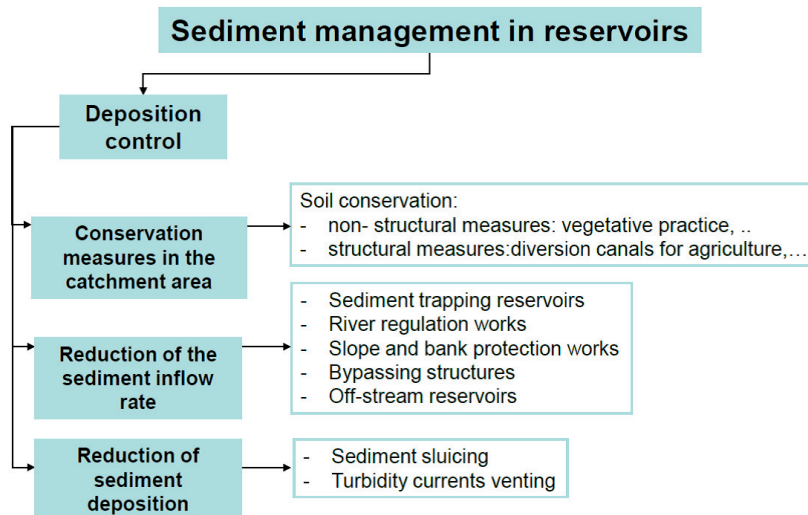 Sediment management in reservoirs
Deposition
control
Conservation
measures in the
catchment area
Soil conservation:
- non- structural measures: vegetative practice, ..
- structural measures:diversion canals for agriculture,...
Reduction of the
sediment inflow
rate
- Sediment trapping reservoirs
- River regulation works
- Slope and bank protection works
- Bypassing structures
- Off-stream reservoirs
Reduction of
sediment
deposition
- Sediment sluicing
- Turbidity currents venting